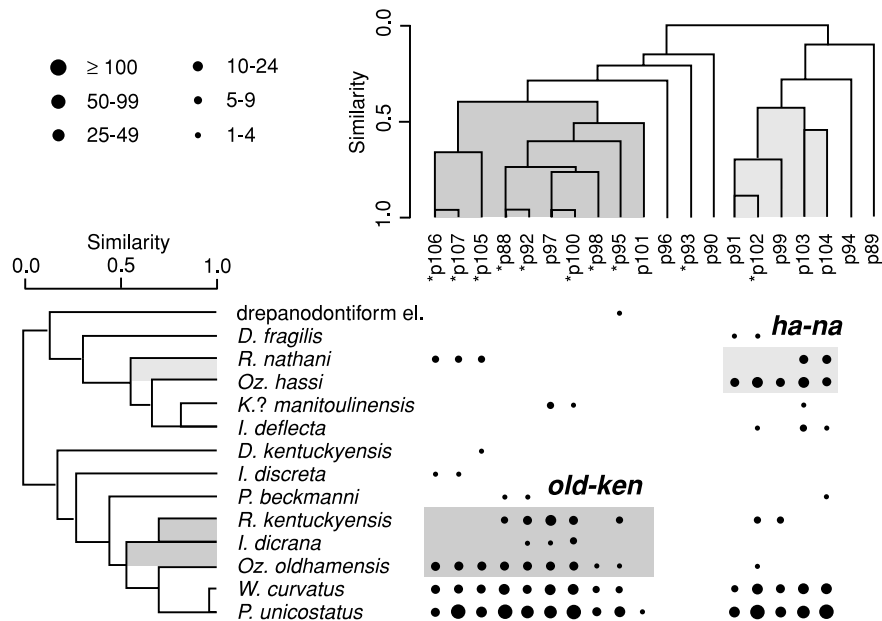 ≥ 100
50-99
25-49
10-24
5-9
1-4
Similarity
0.0
0.5
1.0
*p106
*p107
*p105
*p88
*p92
p97
*p100
*p98
*p95
p101
p96
*p93
p90
p91
*p102
p99
p103
p104
p94
p89
Similarity
0.0 0.5 1.0
drepanodontiform el.
D. fragilis
ha-na
R. nathani
Oz. hassi
K.? manitoulinensis
I. deflecta
D. kentuckyensis
I. discreta
old-ken
P. beckmanni
R. kentuckyensis
I. dicrana
Oz. oldhamensis
W. curvatus
P. unicostatus